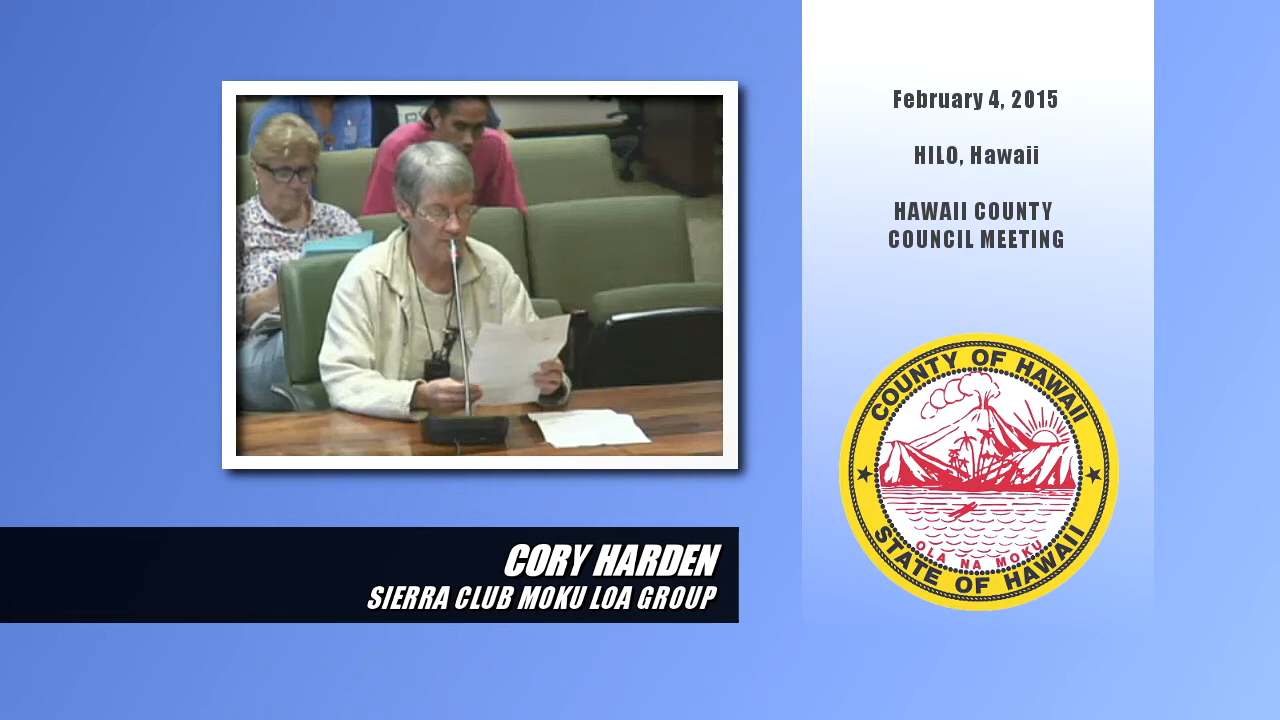 February 4, 2015
HILO, Hawaii
HAWAII COUNTY
COUNCIL MEETING
COUNTY OF HAWAII
OLA NA MOKU
STATE OF HAWAII
CORY HARDEN
SIERRA CLUB MOKU LOA GROUP